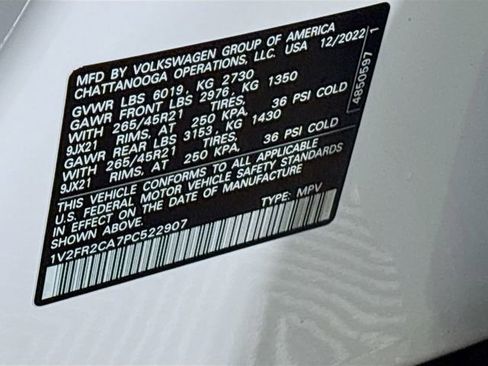 MFD BY VOLKSWAGEN GROUP OF AMERICA
CHATTANOOGA OPERATIONS, LLC. USA 12/2022
GVWR LBS 6019, KG 2730
GAWR FRONT LBS 2976, KG 1350
WITH 265/45R21 TIRES,
9JX21 RIMS, AT 250 KPA, 36 PSI COLD
GAWR REAR LBS 3153, KG 1430
WITH 265/45R21 TIRES,
9JX21 RIMS, AT 250 KPA, 36 PSI COLD
THIS VEHICLE CONFORMS TO ALL APPLICABLE
U.S. FEDERAL MOTOR VEHICLE SAFETY STANDARDS
IN EFFECT ON THE DATE OF MANUFACTURE
SHOWN ABOVE.
1V2FR2CA7PC522907 TYPE: MPV
4850597 1